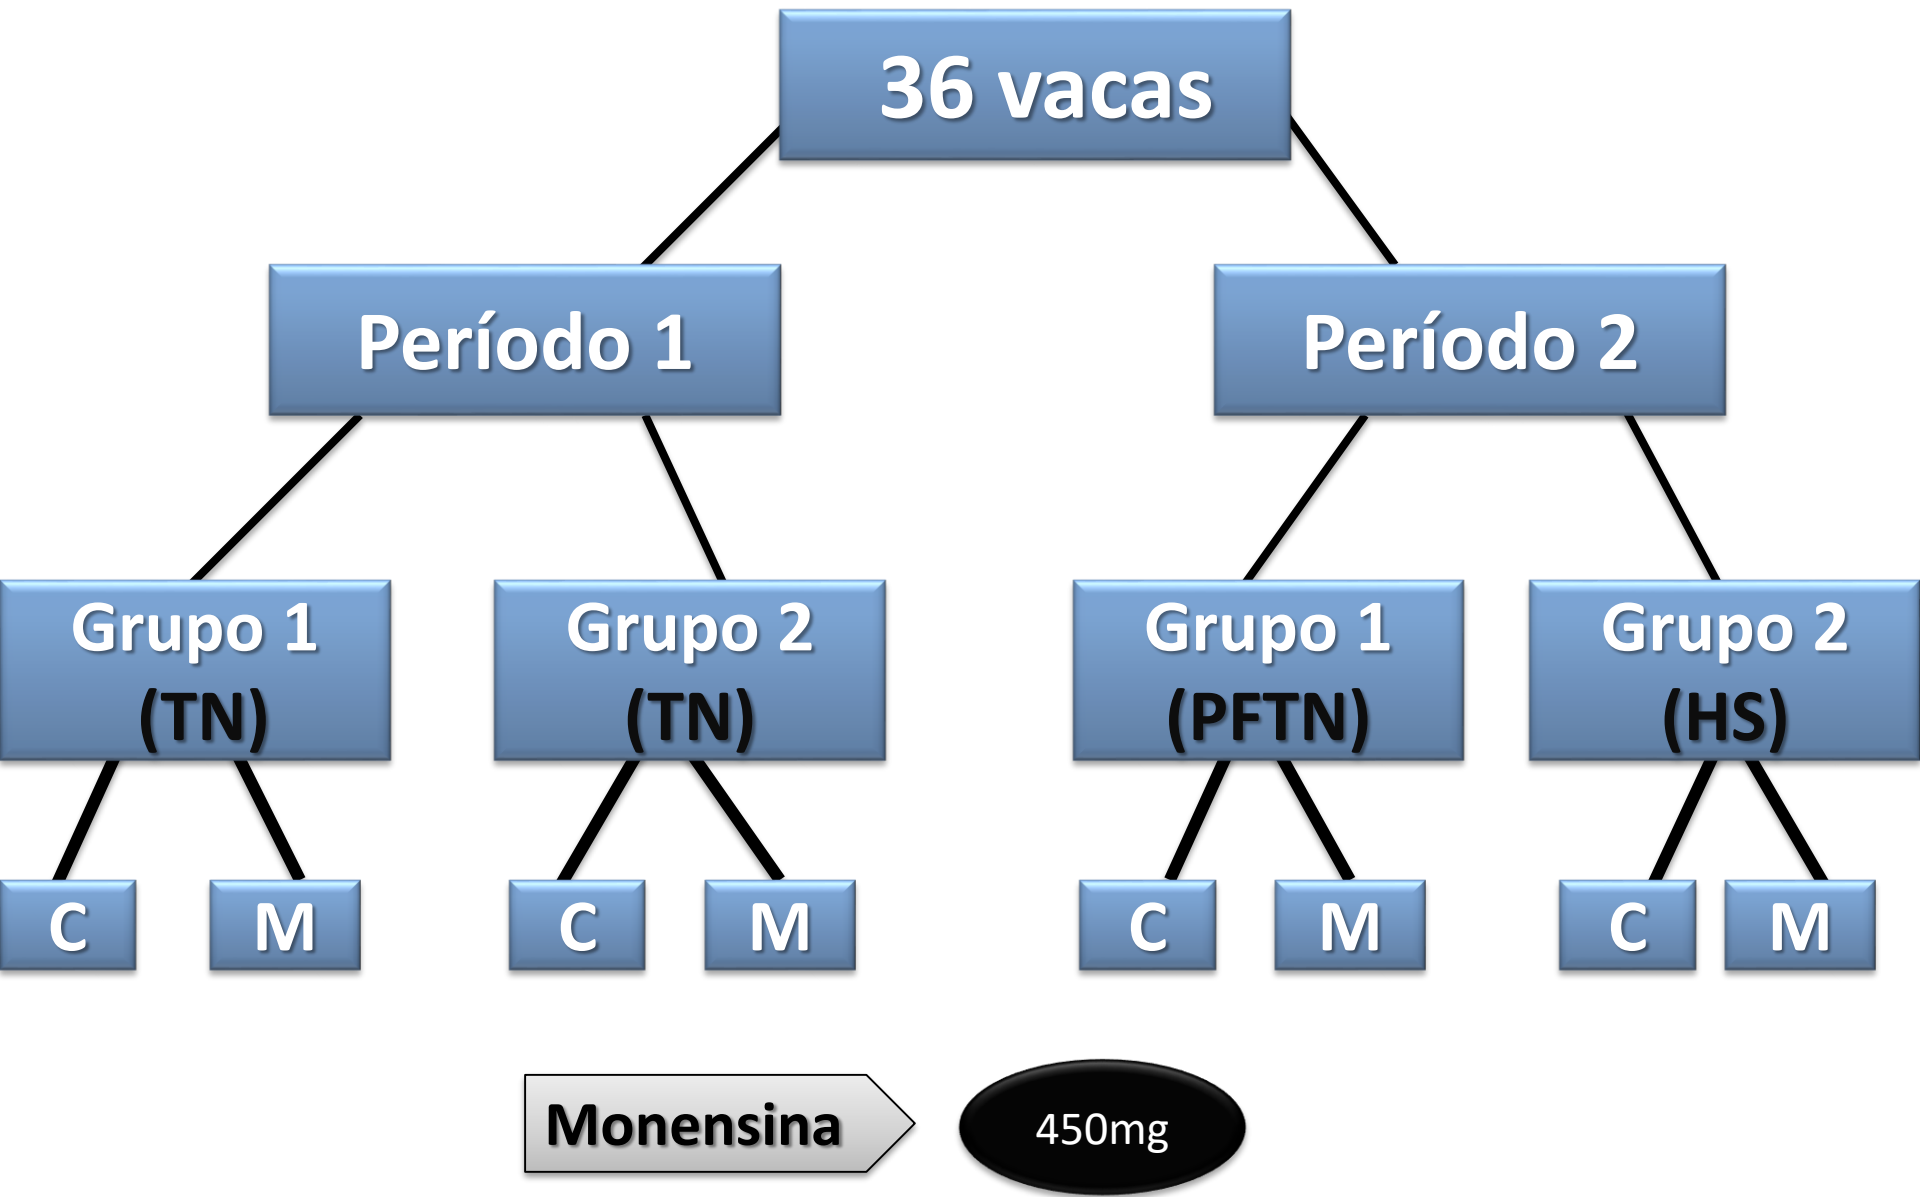 36 vacas
Período 1
Período 2
Grupo 1
(TN)
Grupo 2
(TN)
Grupo 1
(PFTN)
Grupo 2
(HS)
C
M
C
M
C
M
C
M
Monensina
450mg